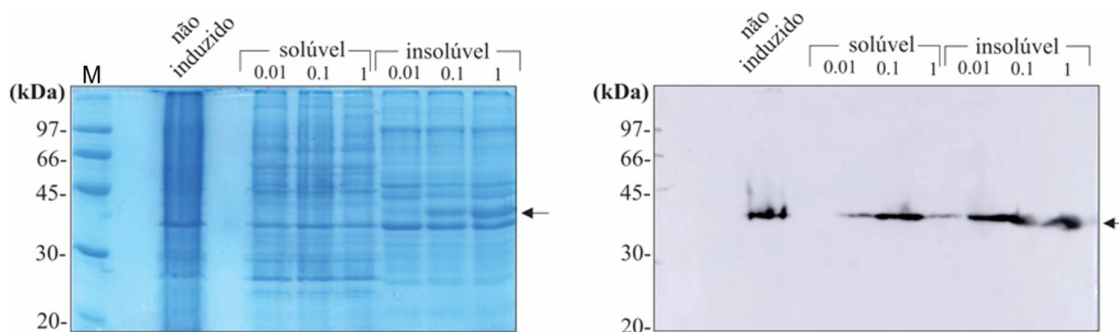 não
induzido
solúvel
insolúvel
M
0.01 0.1 1 0.01 0.1 1
(kDa)
97-
66-
45-
30-
20-
não
induzido
solúvel
insolúvel
0.01 0.1 1 0.01 0.1 1
(kDa)
97-
66-
45-
30-
20-